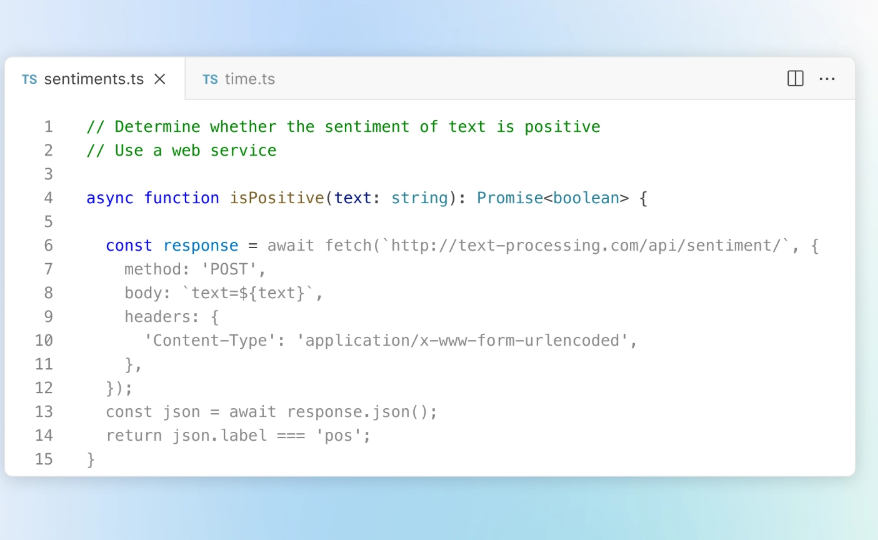 TS sentiments.ts TS time.ts
1 // Determine whether the sentiment of text is positive
2 // Use a web service
3
4 async function isPositive(text: string): Promise<boolean> {
5
6   const response = await fetch(`http://text-processing.com/api/sentiment/`, {
7     method: 'POST',
8     body: `text=${text}`,
9     headers: {
10       'Content-Type': 'application/x-www-form-urlencoded',
11     },
12   });
13   const json = await response.json();
14   return json.label === 'pos';
15 }